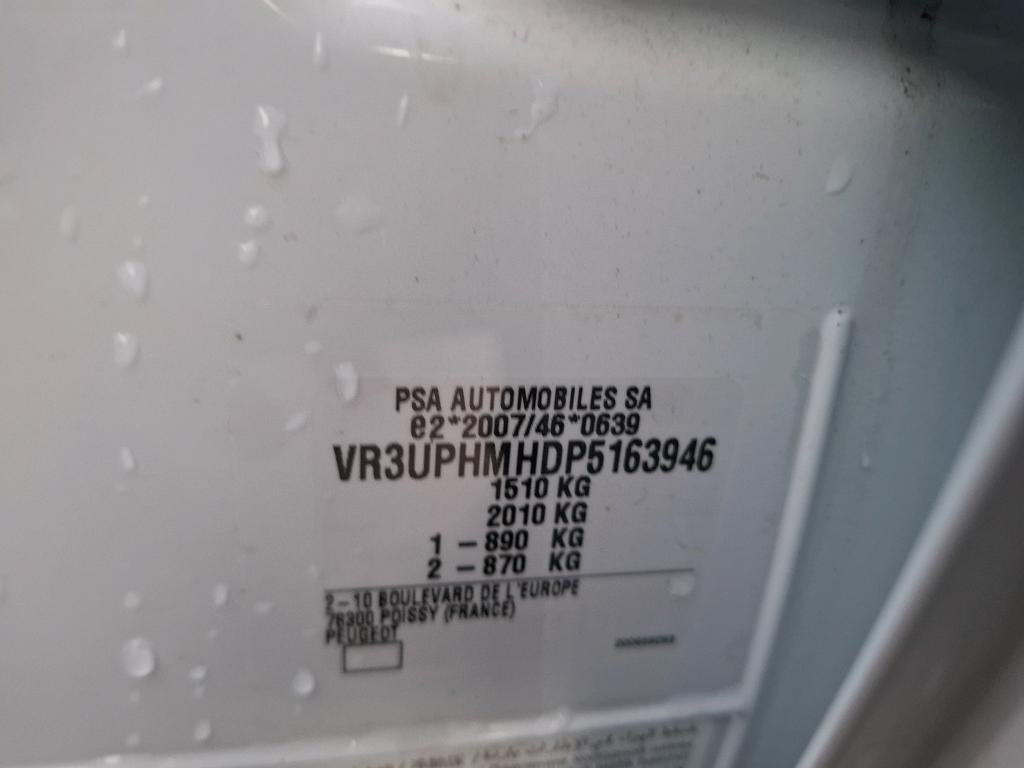 PSA AUTOMOBILES SA
e2*2007/46*0639
VR3UPHMHDP5163946
1510 KG
2010 KG
1 – 890 KG
2 – 870 KG
2–10 BOULEVARD DE L'EUROPE
78300 POISSY (FRANCE)
PEUGEOT